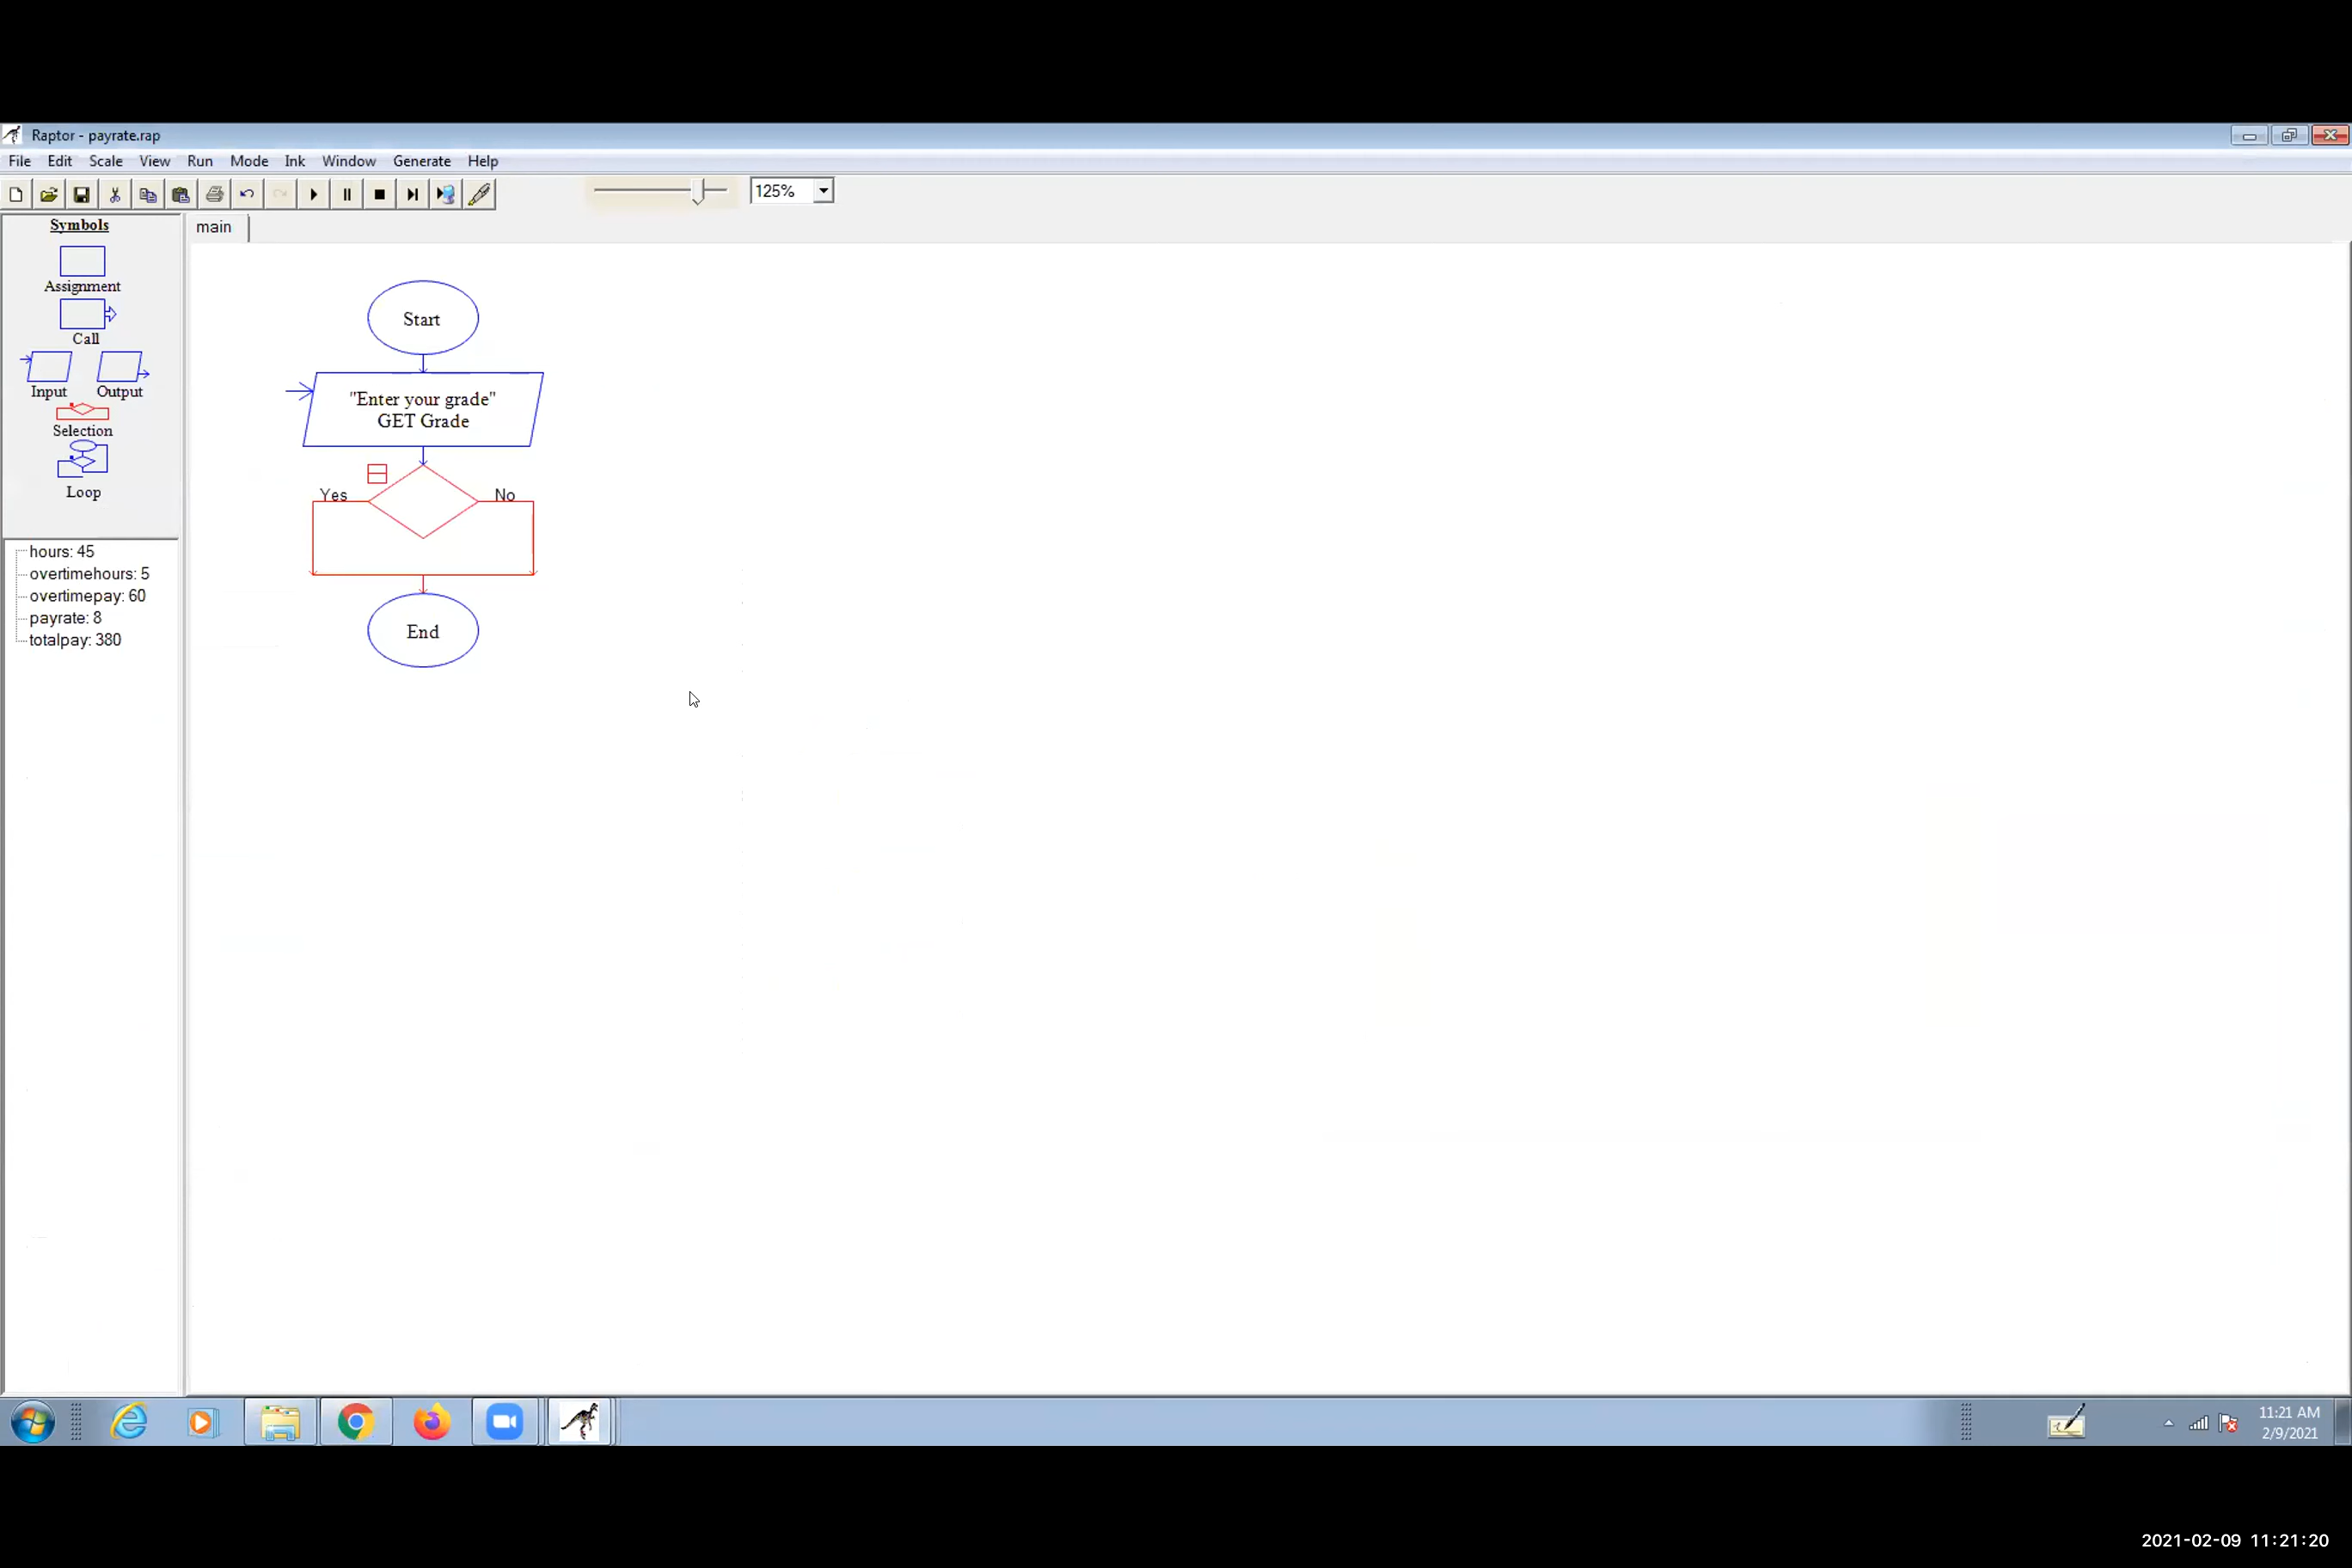 Raptor - payrate.rap
File Edit Scale View Run Mode Ink Window Generate Help
125%
Symbols
Assignment
Call
Input Output
Selection
Loop
hours: 45
overtimehours: 5
overtimepay: 60
payrate: 8
totalpay: 380
main
Start
"Enter your grade"
GET Grade
Yes No
End
11:21 AM
2/9/2021
2021-02-09 11:21:20